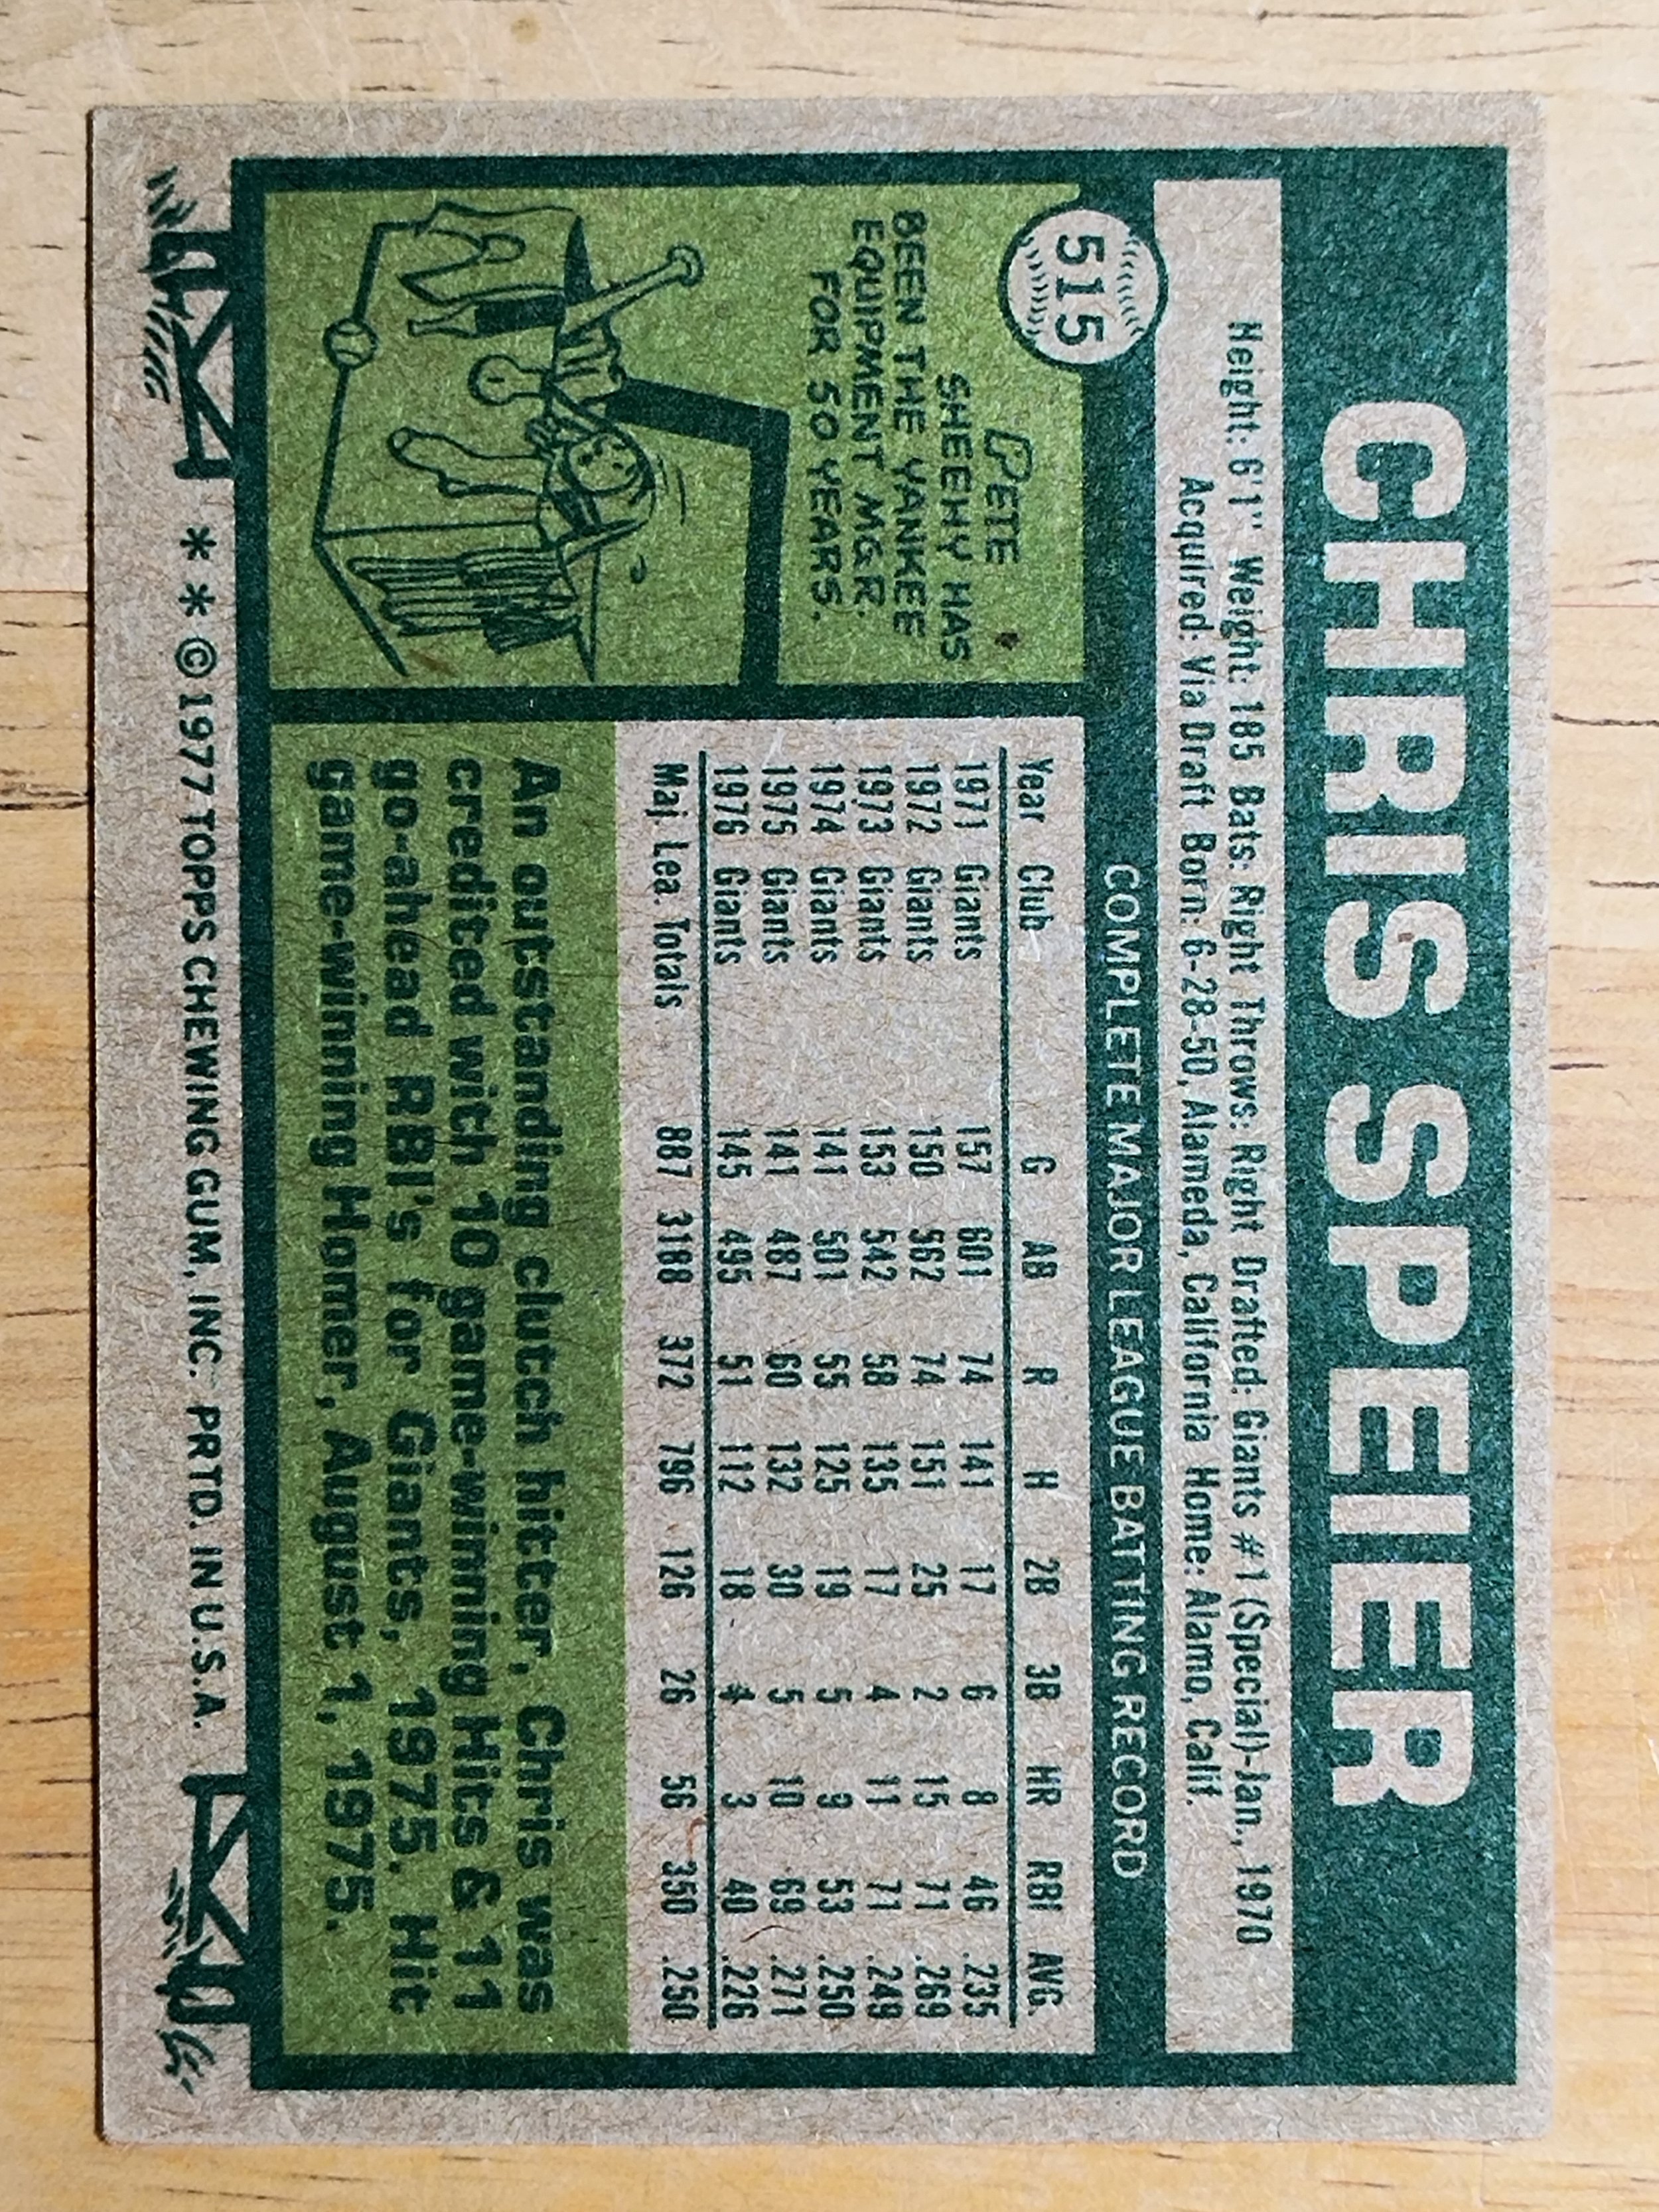 CHRIS SPEIER
Height: 6'1" Weight: 185 Bats: Right Throws: Right Drafted: Giants #1 (Special)-Jan., 1970
Acquired: Via Draft Born: 6-28-50, Alameda, California Home: Alamo, Calif.
515
COMPLETE MAJOR LEAGUE BATTING RECORD
PETE
SHEEHY HAS
BEEN THE YANKEE
EQUIPMENT MGR.
FOR 50 YEARS.
Year Club G AB R H 2B 3B HR RBI AVG.
1971 Giants 157 601 74 141 17 6 8 46 .235
1972 Giants 150 562 74 151 25 2 15 71 .269
1973 Giants 153 542 58 135 17 4 11 71 .249
1974 Giants 141 501 55 125 19 5 9 53 .250
1975 Giants 141 487 60 132 30 5 10 69 .271
1976 Giants 145 495 51 112 18 4 3 40 .226
Maj. Lea. Totals 887 3188 372 796 126 26 56 350 .250
An outstanding clutch hitter, Chris was
credited with 10 game-winning Hits & 11
go-ahead RBI's for Giants, 1975. Hit
game-winning Homer, August 1, 1975.
* * © 1977 TOPPS CHEWING GUM, INC. PRTD. IN U.S.A.